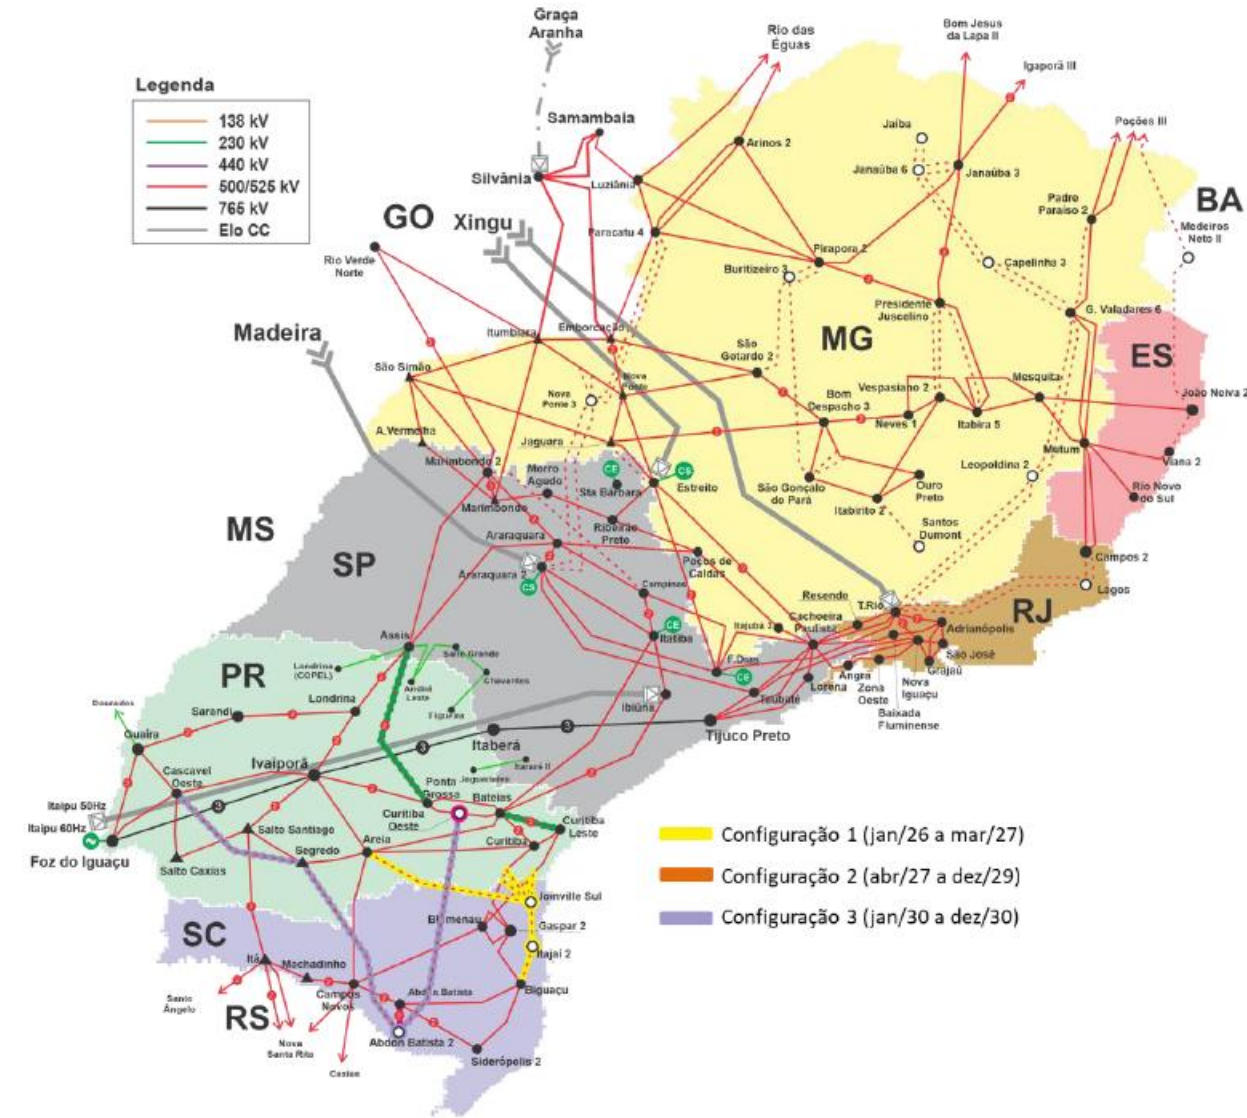 Graça
Aranha
Rio das
Éguas
Bom Jesus
da Lapa II
Igaporã III
Legenda
138 kV
230 kV
440 kV
500/525 kV
765 kV
Elo CC
Samambaia
Silvânia
Luziânia
Arinos 2
Jaíba
Janaúba 6
Janaúba 3
Poções III
Padre
Paraíso 2
BA
Medeiros
Neto II
GO
Xingu
Paracatu 4
Pirapora 2
Buritizeiro 3
Capelinha 3
Rio Verde
Norte
Presidente
Juscelino
G. Valadares 6
Madeira
Itumbiara
Emborcação
São
Gotardo 2
MG
ES
São Simão
Nova
Ponte
Nova
Ponte 3
Bom
Despacho 3
Vespasiano 2
Mesquita
João Neiva 2
Neves 1
Itabira 5
A.Vermelha
Jaguara
Marimbondo 2
Morro
Agudo
CE
CS
Sta Bárbara
Estreito
São Gonçalo
do Pará
Ouro
Preto
Leopoldina 2
Mutum
Viana 2
Rio Novo
do Sul
Itabirito 2
Marimbondo
Ribeirão
Preto
Santos
Dumont
MS
SP
Araraquara
Araraquara 2
CS
Poços de
Caldas
Campinas
Campos 2
Lagos
RJ
Resende
T.Rio
Cachoeira
Paulista
Itajubá 3
Adrianópolis
São José
Grajaú
CE
Itatiba
Assis
PR
Londrina
(COPEL)
Salto Grande
Chavantes
Figueira
F.Dias
CE
Angra
Lorena
Zona
Oeste
Nova
Iguaçu
Baixada
Fluminense
Taubaté
Ibiúna
Tijuco Preto
Dourados
Sarandi
Londrina
Guaíra
Itaberá
Itararé II
Jaguariaíva
Cascavel
Oeste
Ivaiporã
Ponta
Grossa
Bateias
Itaipu 50Hz
Itaipu 60Hz
Foz do Iguaçu
Salto Santiago
Curitiba
Oeste
Curitiba
Leste
Curitiba
Areia
Segredo
Salto Caxias
Configuração 1 (jan/26 a mar/27)
Configuração 2 (abr/27 a dez/29)
Configuração 3 (jan/30 a dez/30)
Joinville Sul
SC
Blumenau
Gaspar 2
Itajaí 2
Itá
Machadinho
Campos
Novos
Abdon Batista
Biguaçu
Santo
Ângelo
RS
Nova
Santa Rita
Abdon Batista 2
Siderópolis 2
Caxias